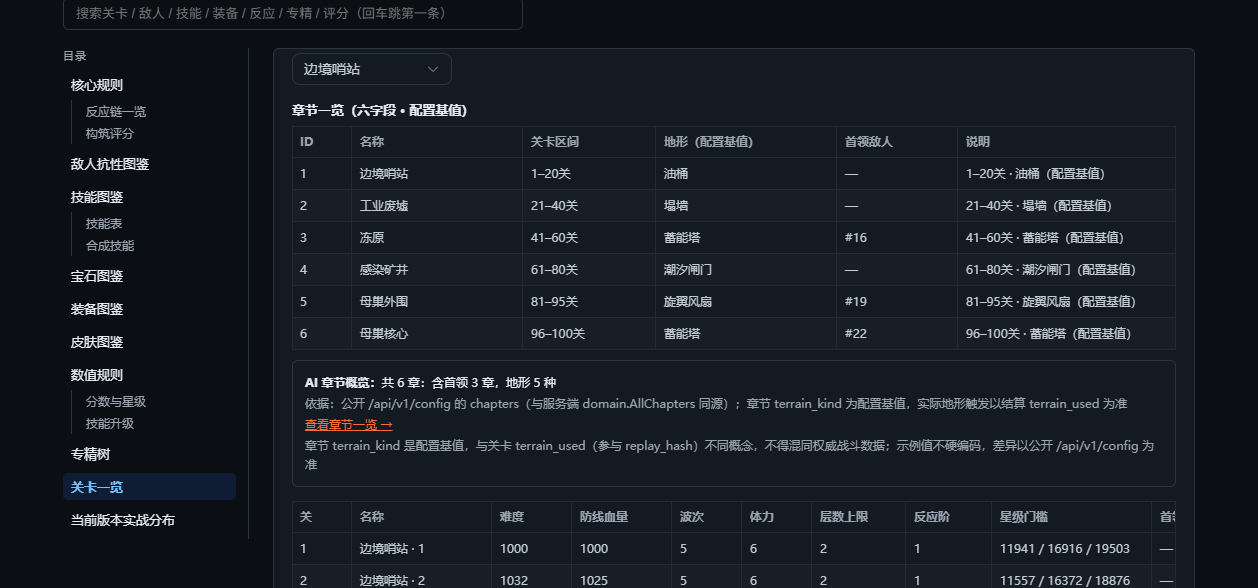 搜索关卡 / 敌人 / 技能 / 装备 / 反应 / 专精 / 评分（回车跳第一条）
目录
核心规则
反应链一览
构筑评分
敌人抗性图鉴
技能图鉴
技能表
合成技能
宝石图鉴
装备图鉴
皮肤图鉴
数值规则
分数与星级
技能升级
专精树
关卡一览
当前版本实战分布
边境哨站
章节一览（六字段 • 配置基值）
ID 名称 关卡区间 地形（配置基值） 首领敌人 说明
1 边境哨站 1–20关 油桶 — 1–20关 · 油桶（配置基值）
2 工业废墟 21–40关 塌墙 — 21–40关 · 塌墙（配置基值）
3 冻原 41–60关 蓄能塔 #16 41–60关 · 蓄能塔（配置基值）
4 感染矿井 61–80关 潮汐闸门 — 61–80关 · 潮汐闸门（配置基值）
5 母巢外围 81–95关 旋翼风扇 #19 81–95关 · 旋翼风扇（配置基值）
6 母巢核心 96–100关 蓄能塔 #22 96–100关 · 蓄能塔（配置基值）
AI 章节概览：共 6 章：含首领 3 章，地形 5 种
依据：公开 /api/v1/config 的 chapters（与服务端 domain.AllChapters 同源）；章节 terrain_kind 为配置基值，实际地形触发以结算 terrain_used 为准
查看章节一览 →
章节 terrain_kind 是配置基值，与关卡 terrain_used（参与 replay_hash）不同概念，不得混同权威战斗数据；示例值不硬编码，差异以公开 /api/v1/config 为
准
关 名称 难度 防线血量 波次 体力 层数上限 反应阶 星级门槛 首
1 边境哨站 · 1 1000 1000 5 6 2 1 11941 / 16916 / 19503 —
2 边境哨站 · 2 1032 1025 5 6 2 1 11557 / 16372 / 18876 —